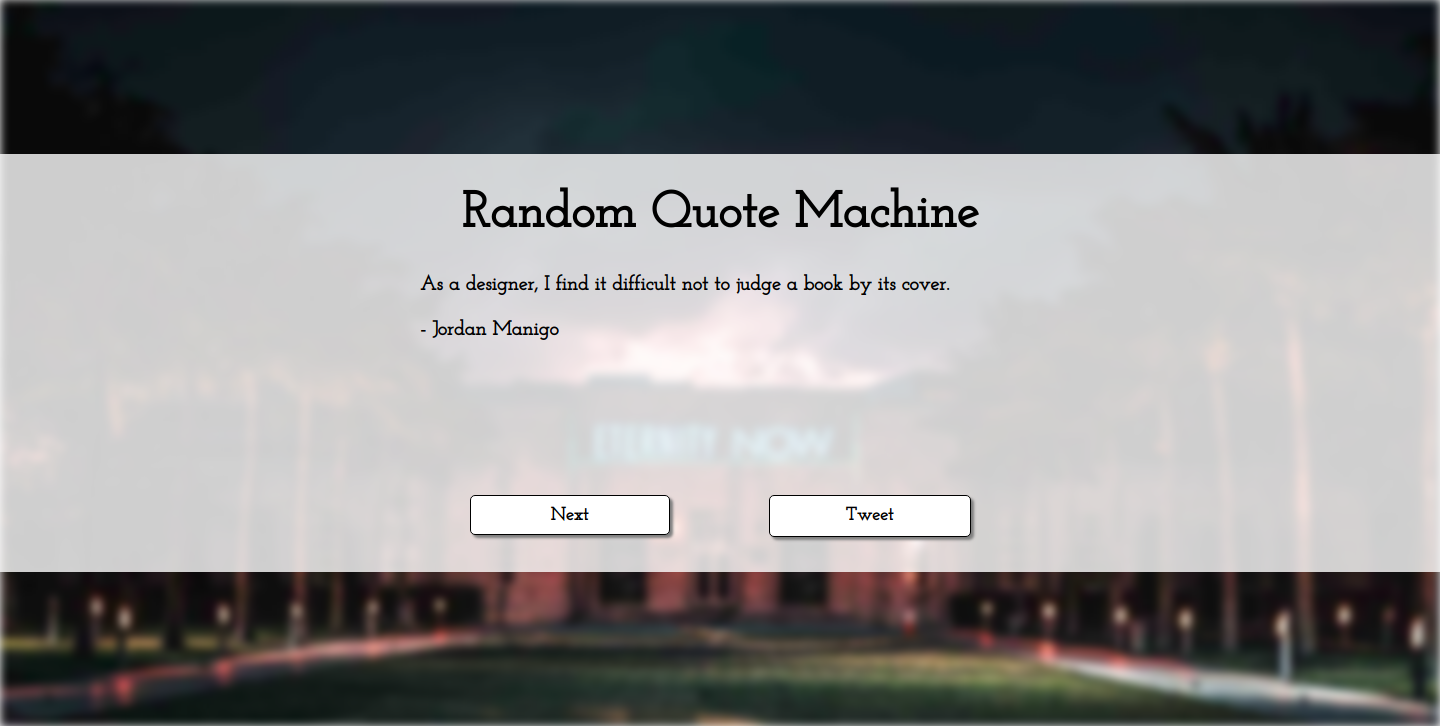 Random Quote Machine
As a designer, I find it difficult not to judge a book by its cover.
- Jordan Manigo
NOW
Next
Tweet